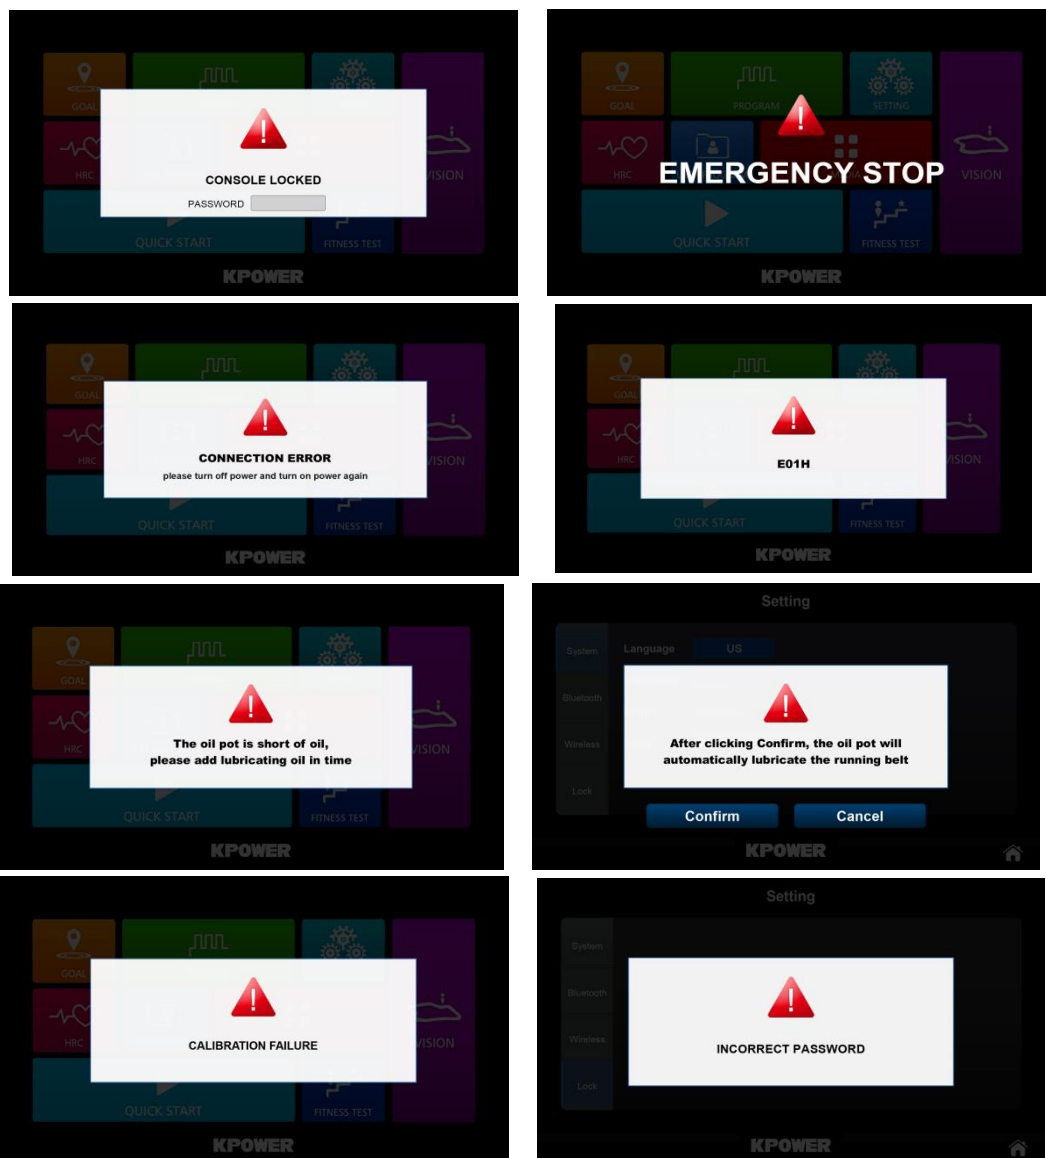 GOAL
HRC
VISION
CONSOLE LOCKED
PASSWORD
QUICK START
FITNESS TEST
KPOWER
GOAL
PROGRAM
SETTING
HRC
EMERGENCY STOP
VISION
QUICK START
FITNESS TEST
KPOWER
GOAL
HRC
VISION
CONNECTION ERROR
please turn off power and turn on power again
QUICK START
FITNESS TEST
KPOWER
GOAL
HRC
VISION
E01H
QUICK START
FITNESS TEST
KPOWER
GOAL
HRC
VISION
The oil pot is short of oil,
please add lubricating oil in time
QUICK START
FITNESS TEST
KPOWER
Setting
System
Language US
Bluetooth
Wireless
Lock
After clicking Confirm, the oil pot will
automatically lubricate the running belt
Confirm Cancel
KPOWER
GOAL
HRC
VISION
CALIBRATION FAILURE
QUICK START
FITNESS TEST
KPOWER
Setting
System
Bluetooth
Wireless
Lock
INCORRECT PASSWORD
KPOWER